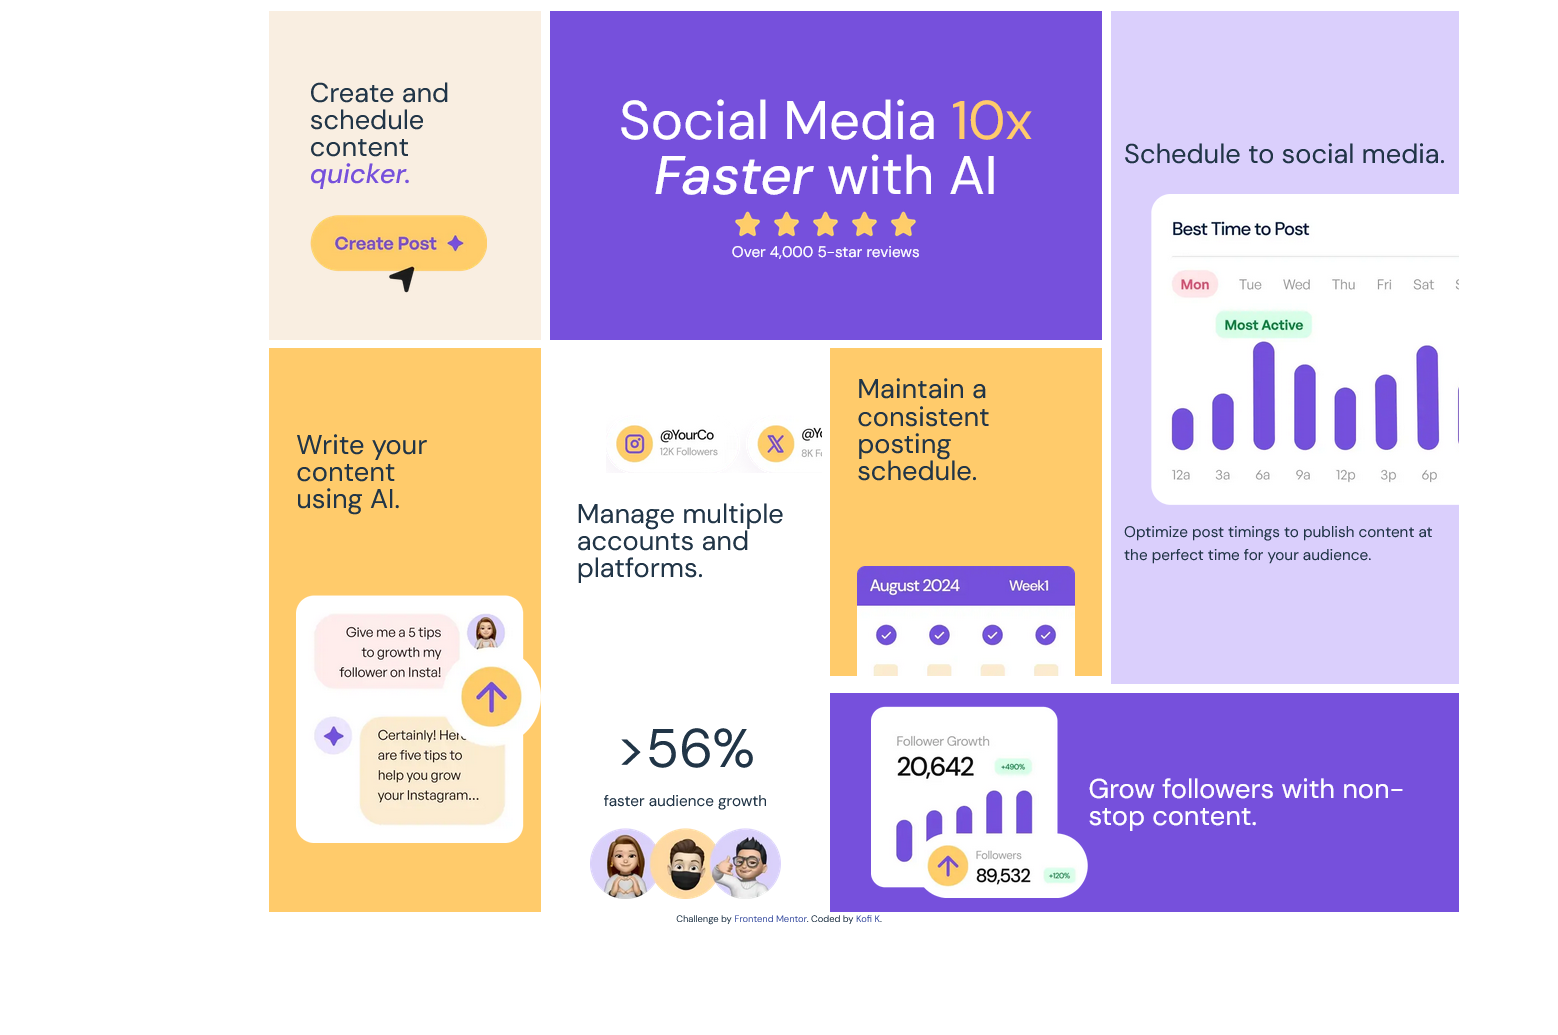 Create and
schedule
content
quicker.
Create Post
Social Media 10x
Faster with AI
Over 4,000 5-star reviews
Schedule to social media.
Best Time to Post
Mon Tue Wed Thu Fri Sat
Most Active
12a 3a 6a 9a 12p 3p 6p
Optimize post timings to publish content at
the perfect time for your audience.
Write your
content
using AI.
Give me a 5 tips
to growth my
follower on Insta!
Certainly! Here
are five tips to
help you grow
your Instagram...
@YourCo
12K Followers
8K
Manage multiple
accounts and
platforms.
>56%
faster audience growth
Maintain a
consistent
posting
schedule.
August 2024 Week1
Follower Growth
20,642 +490%
Followers
89,532 +120%
Grow followers with non-
stop content.
Challenge by Frontend Mentor. Coded by Kofi K.